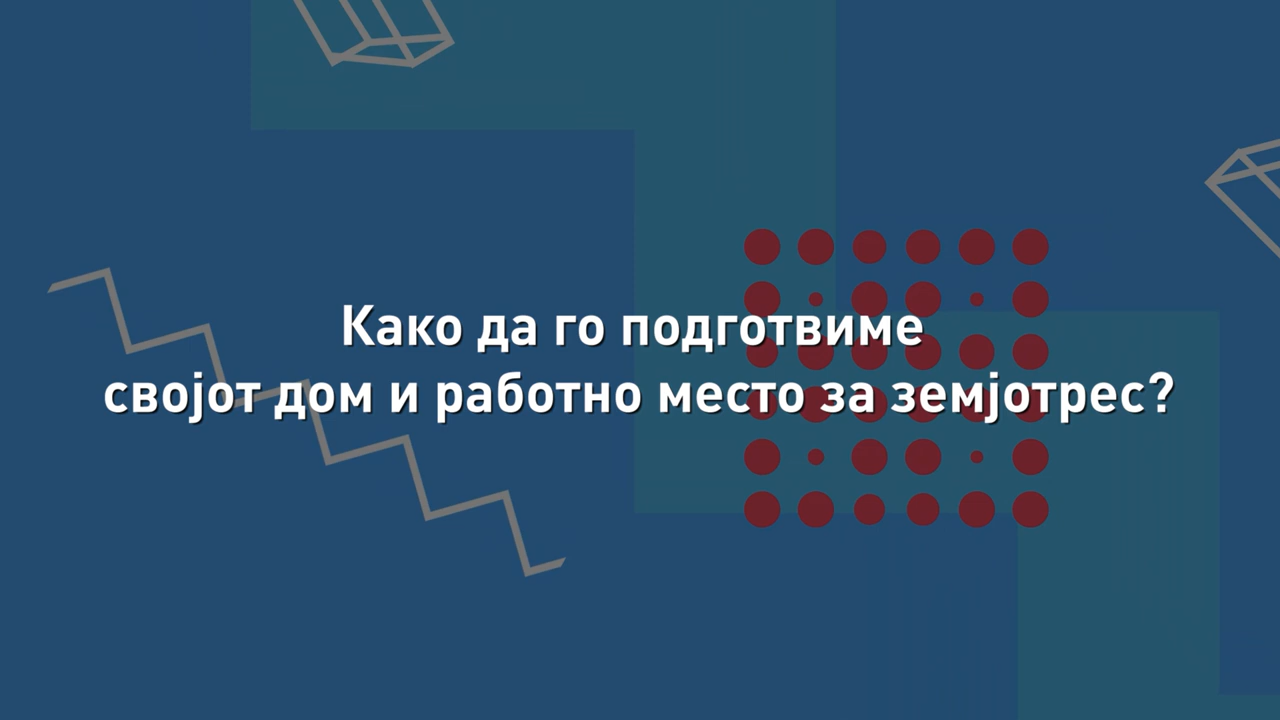 Како да го подготвиме
својот дом и работно место за земјотрес?